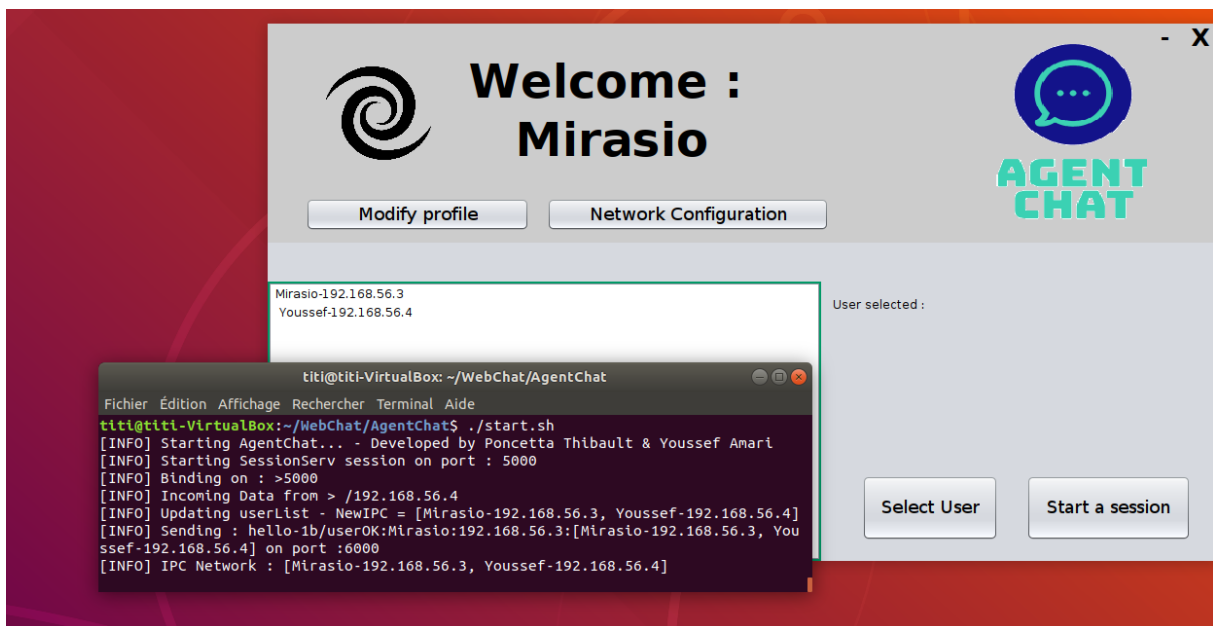 - X
Welcome :
Mirasio
AGENT
CHAT
Modify profile
Network Configuration
Mirasio-192.168.56.3
Youssef-192.168.56.4
User selected :
titi@titi-VirtualBox: ~/WebChat/AgentChat
Fichier Édition Affichage Rechercher Terminal Aide
titi@titi-VirtualBox:~/WebChat/AgentChat$ ./start.sh
[INFO] Starting AgentChat... - Developed by Poncetta Thibault & Youssef Amari
[INFO] Starting SessionServ session on port : 5000
[INFO] Binding on : >5000
[INFO] Incoming Data from > /192.168.56.4
[INFO] Updating userList - NewIPC = [Mirasio-192.168.56.3, Youssef-192.168.56.4]
[INFO] Sending : hello-1b/userOK:Mirasio:192.168.56.3:[Mirasio-192.168.56.3, You
ssef-192.168.56.4] on port :6000
[INFO] IPC Network : [Mirasio-192.168.56.3, Youssef-192.168.56.4]
Select User
Start a session